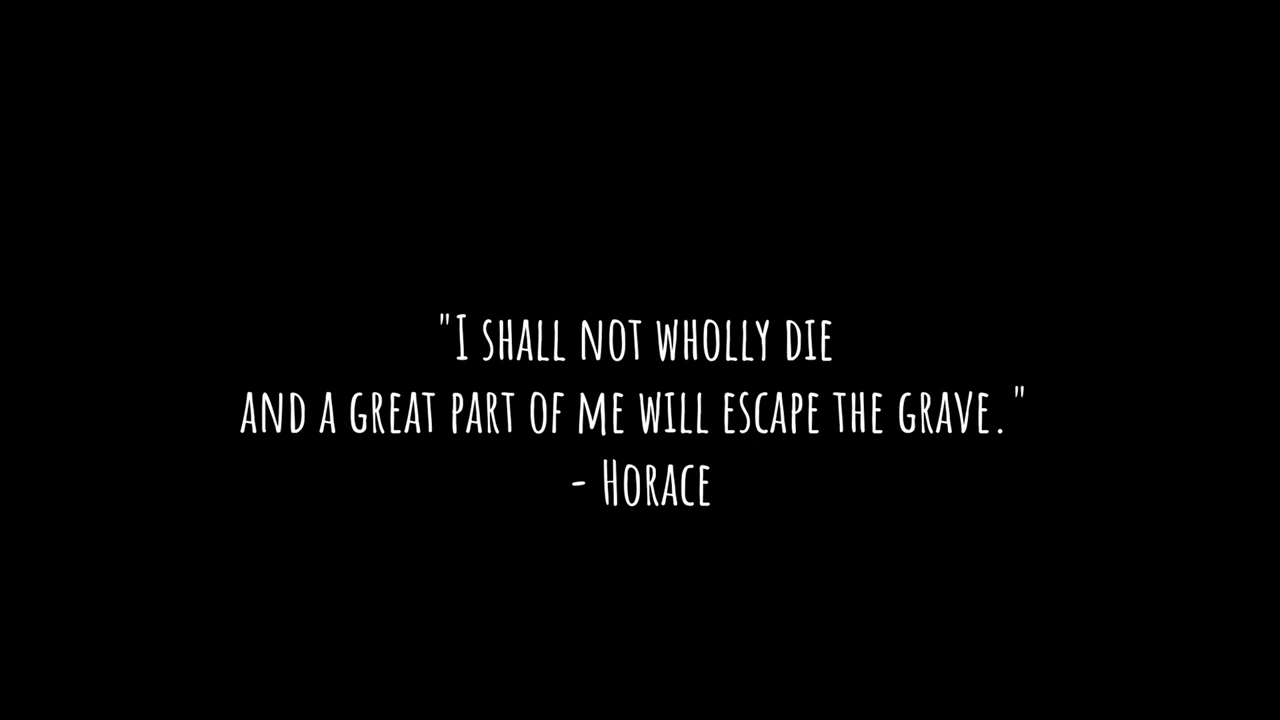 "I shall not wholly die
and a great part of me will escape the grave."
- Horace